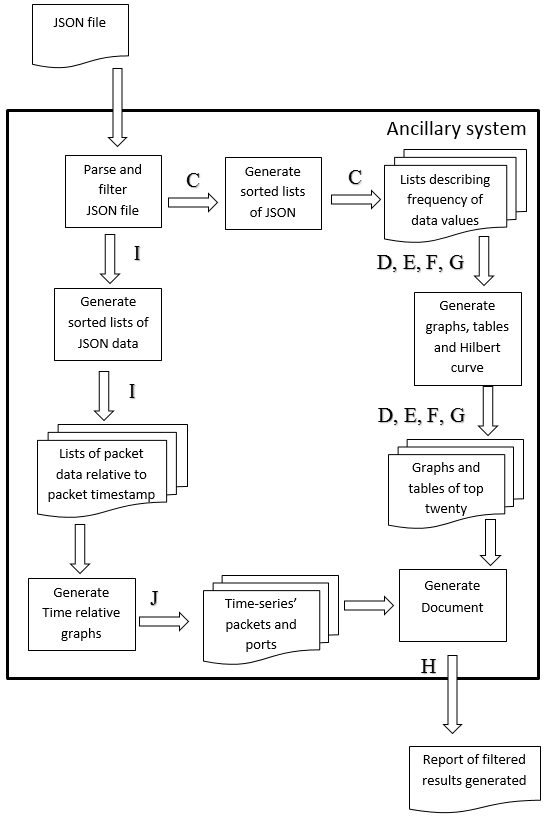 JSON file
Ancillary system
Parse and
filter
JSON file
C
Generate
sorted lists
of JSON
C
Lists describing
frequency of
data values
I
D, E, F, G
Generate
sorted lists of
JSON data
Generate
graphs, tables
and Hilbert
curve
I
D, E, F, G
Lists of packet
data relative to
packet timestamp
Graphs and
tables of top
twenty
Generate
Time relative
graphs
J
Time-series’
packets and
ports
Generate
Document
H
Report of filtered
results generated